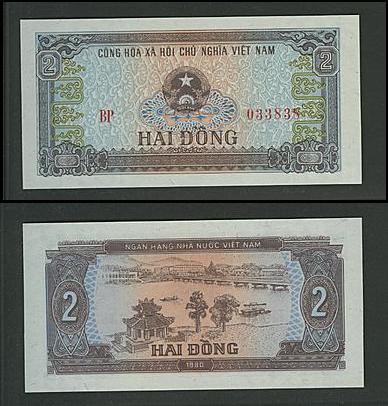 CỘNG HÒA XÃ HỘI CHỦ NGHĨA VIỆT NAM
2 2
BP 033838
HAI ĐỒNG
NGÂN HÀNG NHÀ NƯỚC VIỆT NAM
2 2
HAI ĐỒNG
1980